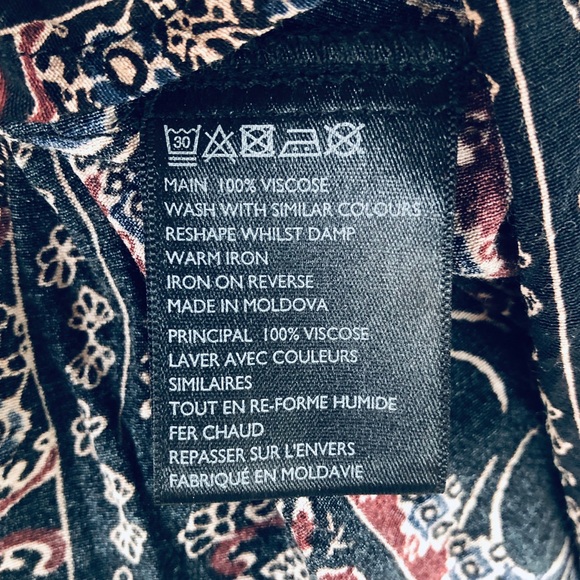 30
MAIN 100% VISCOSE
WASH WITH SIMILAR COLOURS
RESHAPE WHILST DAMP
WARM IRON
IRON ON REVERSE
MADE IN MOLDOVA
PRINCIPAL 100% VISCOSE
LAVER AVEC COULEURS
SIMILAIRES
TOUT EN RE-FORME HUMIDE
FER CHAUD
REPASSER SUR L'ENVERS
FABRIQUÉ EN MOLDAVIE